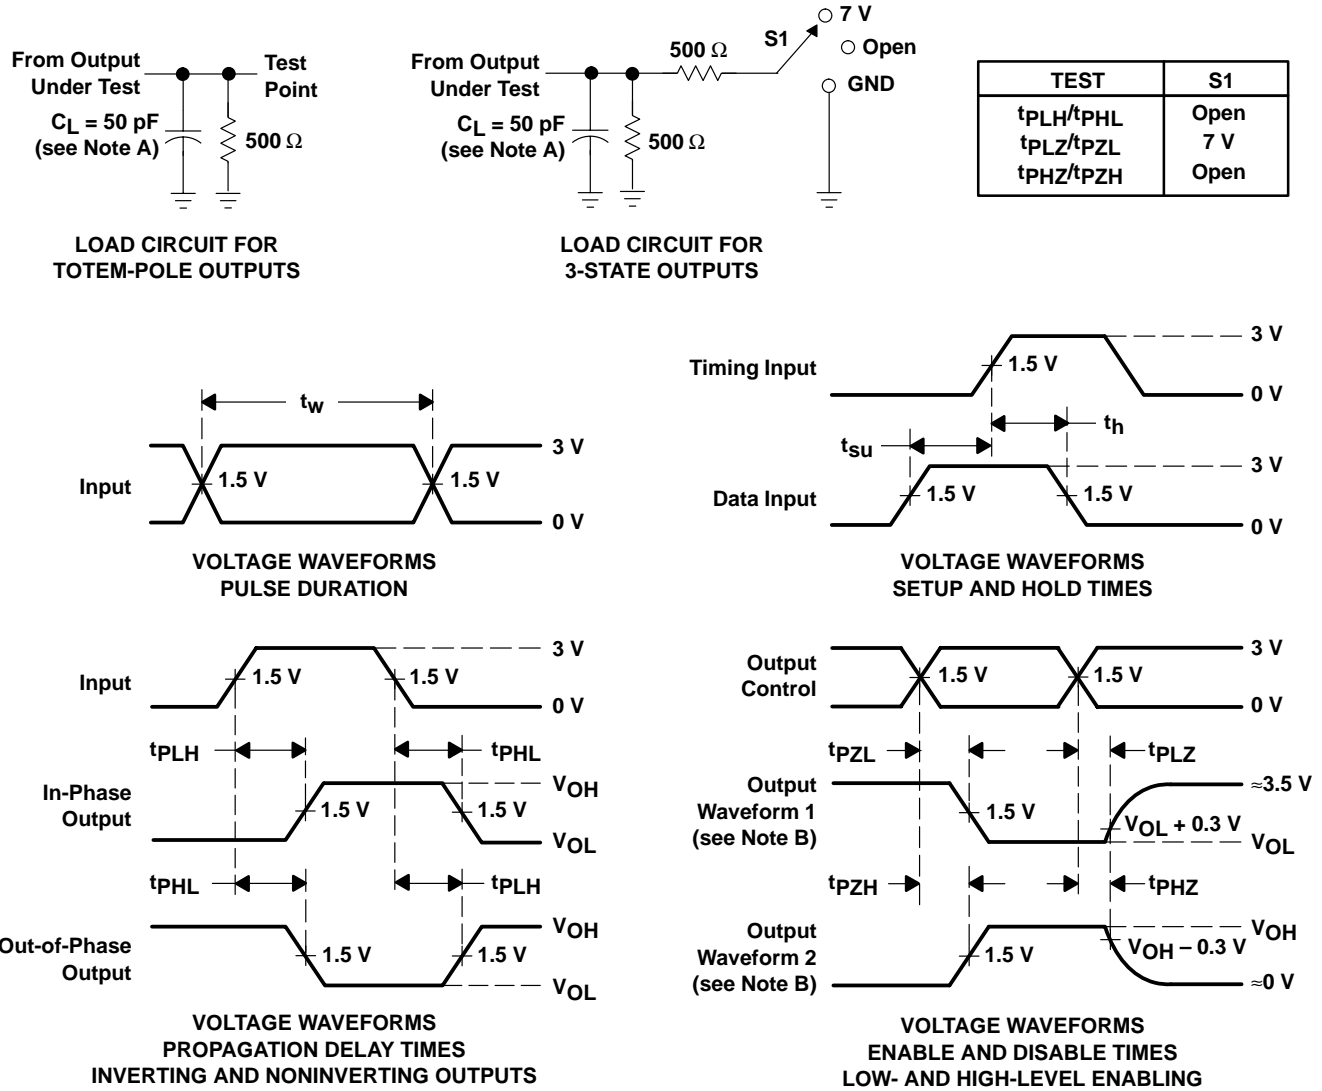 From Output
Under Test
Test
Point
CL = 50 pF
(see Note A)
500 Ω
LOAD CIRCUIT FOR
TOTEM-POLE OUTPUTS
From Output
Under Test
500 Ω
S1
7 V
Open
GND
CL = 50 pF
(see Note A)
500 Ω
LOAD CIRCUIT FOR
3-STATE OUTPUTS
TEST S1
tPLH/tPHL Open
tPLZ/tPZL 7 V
tPHZ/tPZH Open
tw
Input
1.5 V
1.5 V
3 V
0 V
VOLTAGE WAVEFORMS
PULSE DURATION
Timing Input
1.5 V
3 V
0 V
tsu
th
Data Input
1.5 V
1.5 V
3 V
0 V
VOLTAGE WAVEFORMS
SETUP AND HOLD TIMES
Input
1.5 V
1.5 V
3 V
0 V
tPLH
tPHL
In-Phase
Output
1.5 V
1.5 V
VOH
VOL
tPHL
tPLH
Out-of-Phase
Output
1.5 V
1.5 V
VOH
VOL
VOLTAGE WAVEFORMS
PROPAGATION DELAY TIMES
INVERTING AND NONINVERTING OUTPUTS
Output
Control
1.5 V
1.5 V
3 V
0 V
tPZL
tPLZ
Output
Waveform 1
(see Note B)
1.5 V
≈3.5 V
VOL + 0.3 V
VOL
tPZH
tPHZ
Output
Waveform 2
(see Note B)
1.5 V
VOH
VOH – 0.3 V
≈0 V
VOLTAGE WAVEFORMS
ENABLE AND DISABLE TIMES
LOW- AND HIGH-LEVEL ENABLING